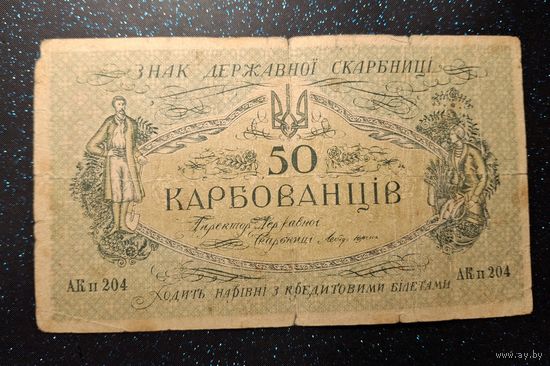 ЗНАК ДЕРЖАВНОЇ СКАРБНИЦІ
50
КАРБОВАНЦІВ
Директор Державної
Скарбниці
АК п 204
АК п 204
ХОДИТЬ НАРІВНІ З КРЕДИТОВИМИ БІЛЕТАМИ
www.ay.by